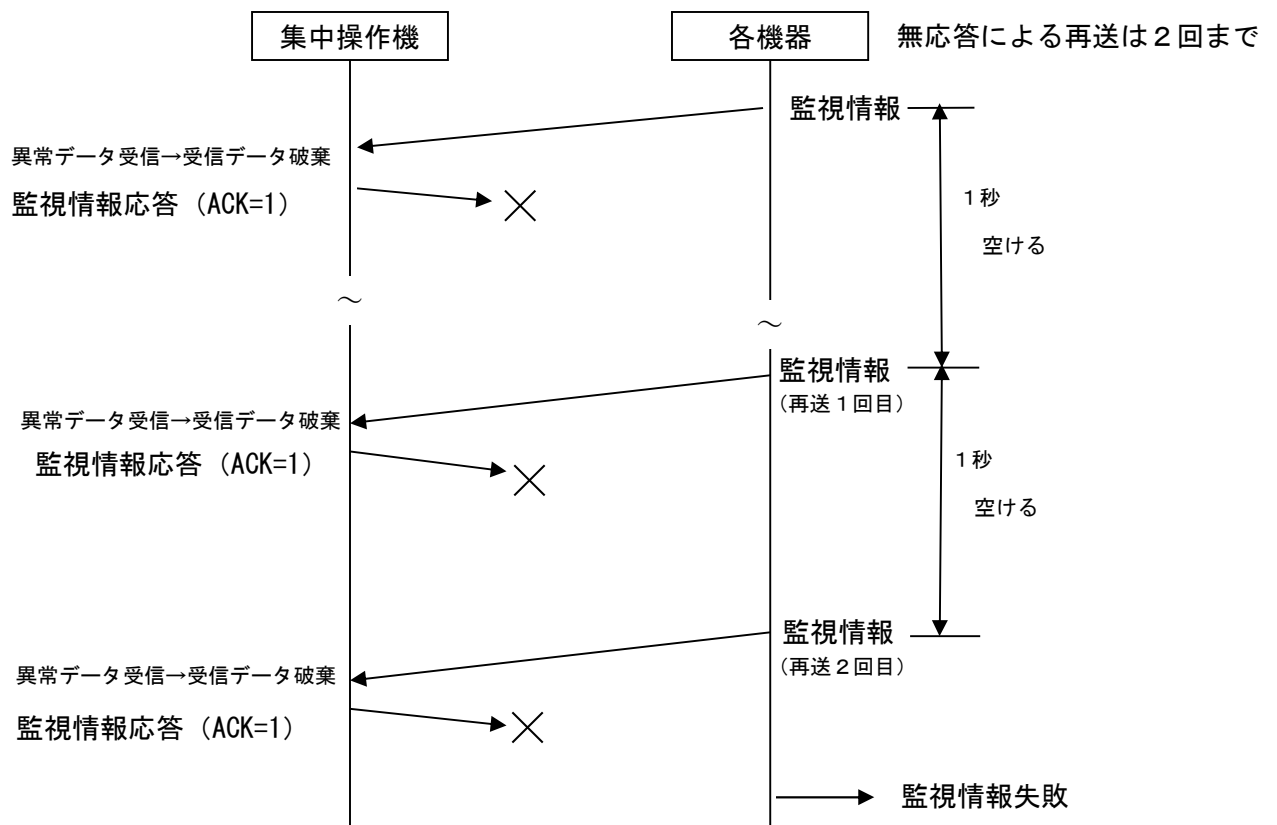 集中操作機
各機器
無応答による再送は2回まで
監視情報
異常データ受信→受信データ破棄
監視情報応答（ACK=1）
1秒
空ける
～
～
監視情報
（再送1回目）
異常データ受信→受信データ破棄
監視情報応答（ACK=1）
1秒
空ける
監視情報
（再送2回目）
異常データ受信→受信データ破棄
監視情報応答（ACK=1）
監視情報失敗